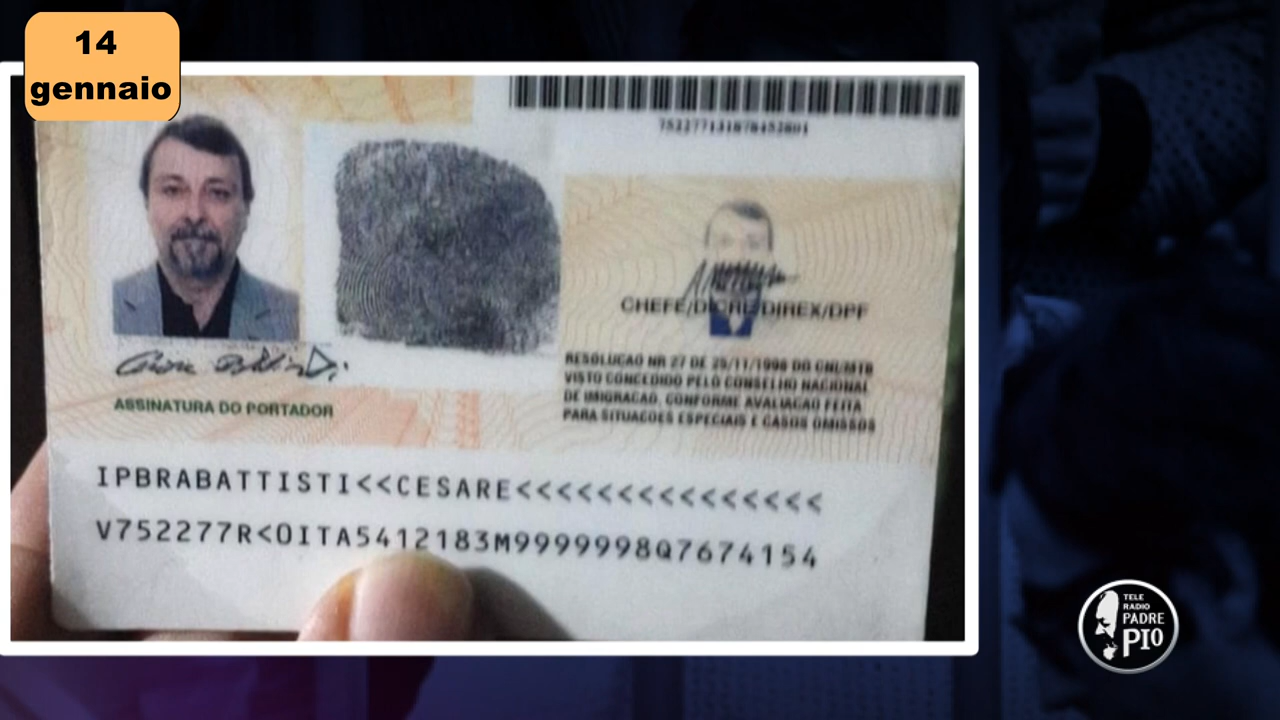 14
gennaio
CHEFE/DICRE/DIREX/DPF
RESOLUCAO NR 27 DE 25/11/1998 DO CNI/MTB
VISTO CONCEDIDO PELO CONSELHO NACIONAL
DE IMIGRACAO, CONFORME AVALIACAO FEITA
PARA SITUACOES ESPECIAIS E CASOS OMISSOS
ASSINATURA DO PORTADOR
IPBRABATTISTI<<CESARE<<<<<<<<<<<<<<<
V752277R<0ITA5412183M9999998Q7674154
TELE
RADIO
PADRE
PIO